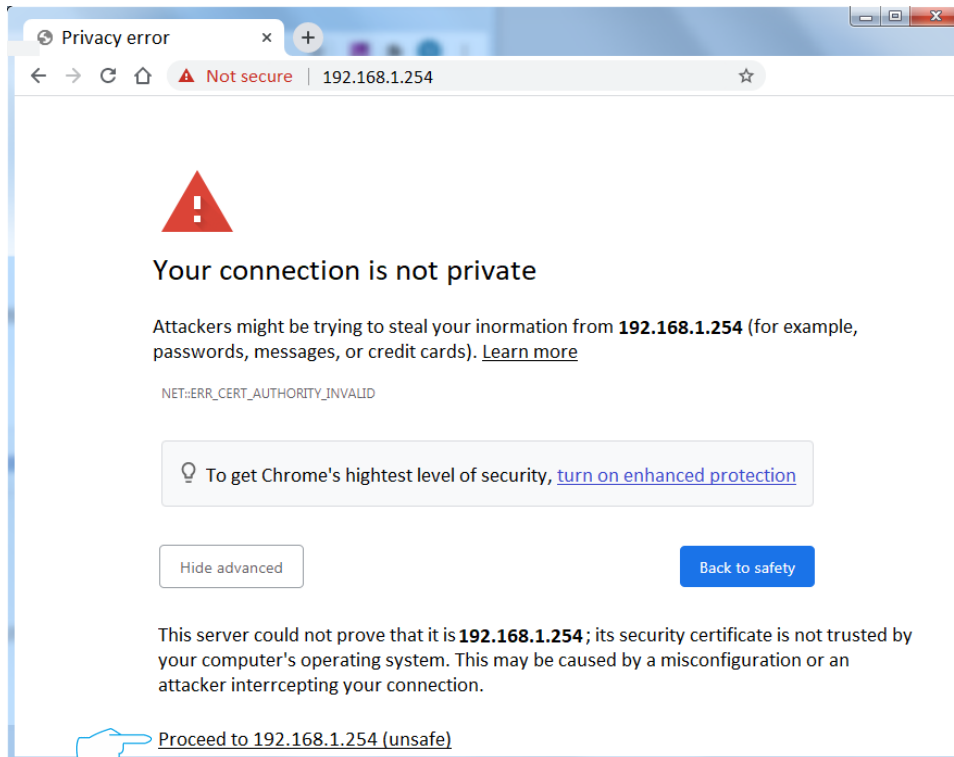 Privacy error
Not secure 192.168.1.254
Your connection is not private
Attackers might be trying to steal your inormation from 192.168.1.254 (for example,
passwords, messages, or credit cards). Learn more
NET::ERR_CERT_AUTHORITY_INVALID
To get Chrome's hightest level of security, turn on enhanced protection
Hide advanced
Back to safety
This server could not prove that it is 192.168.1.254; its security certificate is not trusted by
your computer's operating system. This may be caused by a misconfiguration or an
attacker interrcepting your connection.
Proceed to 192.168.1.254 (unsafe)